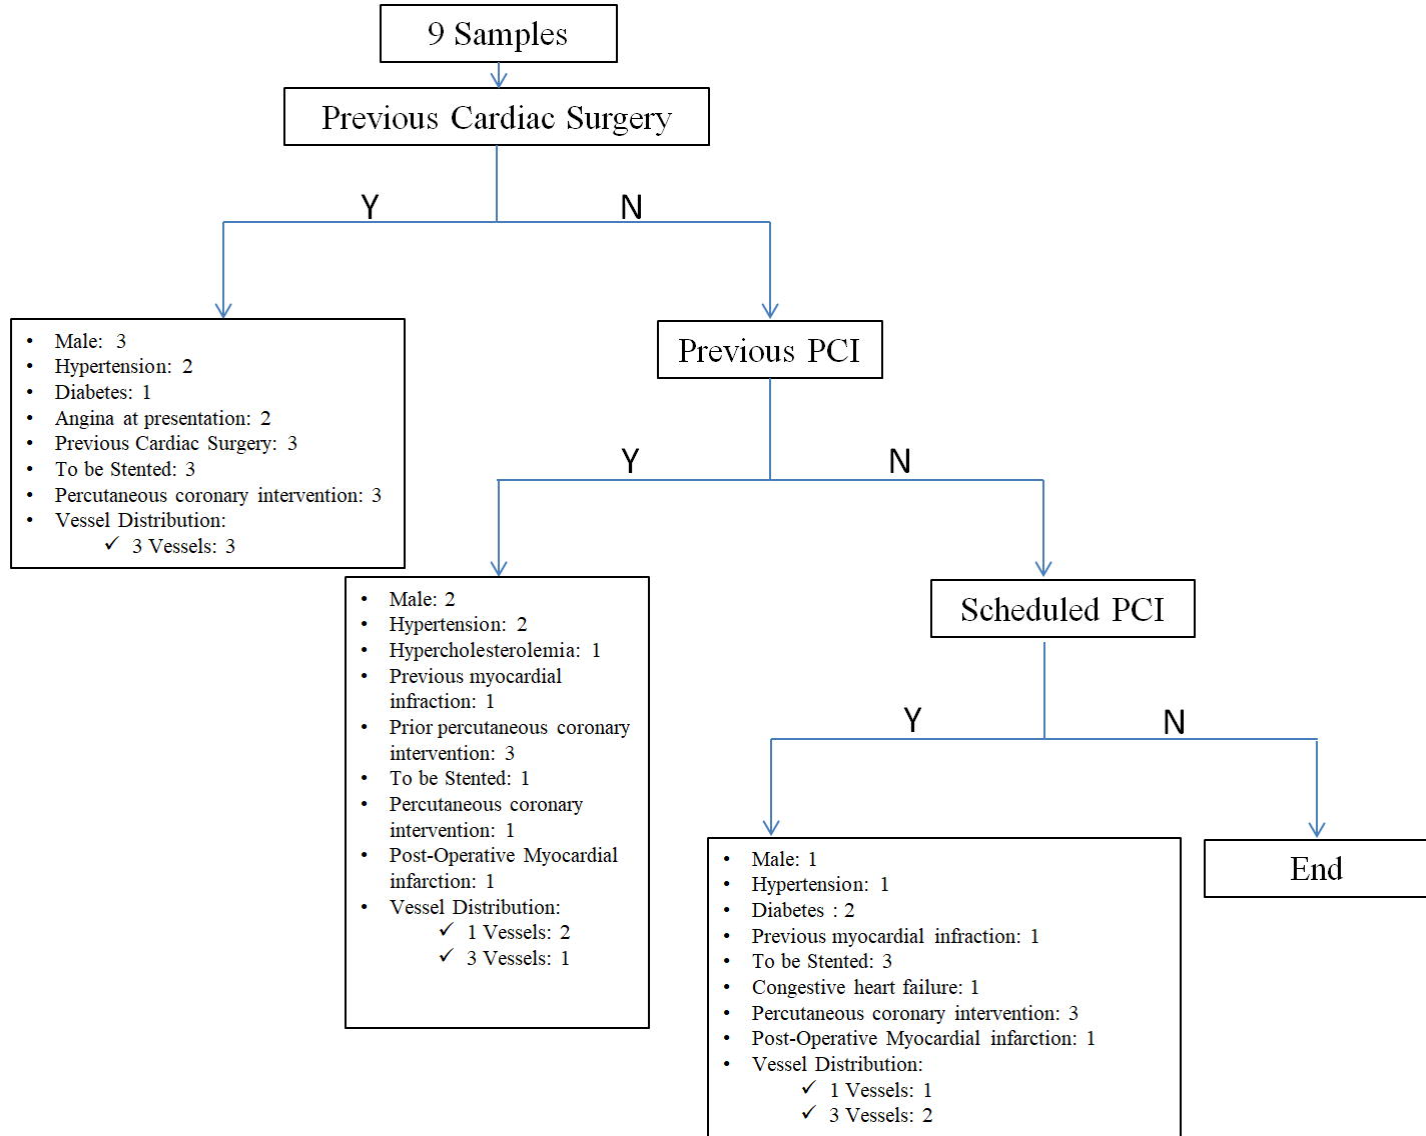 9 Samples
Previous Cardiac Surgery
Y
N
• Male: 3
• Hypertension: 2
• Diabetes: 1
• Angina at presentation: 2
• Previous Cardiac Surgery: 3
• To be Stented: 3
• Percutaneous coronary intervention: 3
• Vessel Distribution:
✓ 3 Vessels: 3
Previous PCI
Y
N
• Male: 2
• Hypertension: 2
• Hypercholesterolemia: 1
• Previous myocardial
infraction: 1
• Prior percutaneous coronary
intervention: 3
• To be Stented: 1
• Percutaneous coronary
intervention: 1
• Post-Operative Myocardial
infarction: 1
• Vessel Distribution:
✓ 1 Vessels: 2
✓ 3 Vessels: 1
Scheduled PCI
Y
N
• Male: 1
• Hypertension: 1
• Diabetes : 2
• Previous myocardial infraction: 1
• To be Stented: 3
• Congestive heart failure: 1
• Percutaneous coronary intervention: 3
• Post-Operative Myocardial infarction: 1
• Vessel Distribution:
✓ 1 Vessels: 1
✓ 3 Vessels: 2
End